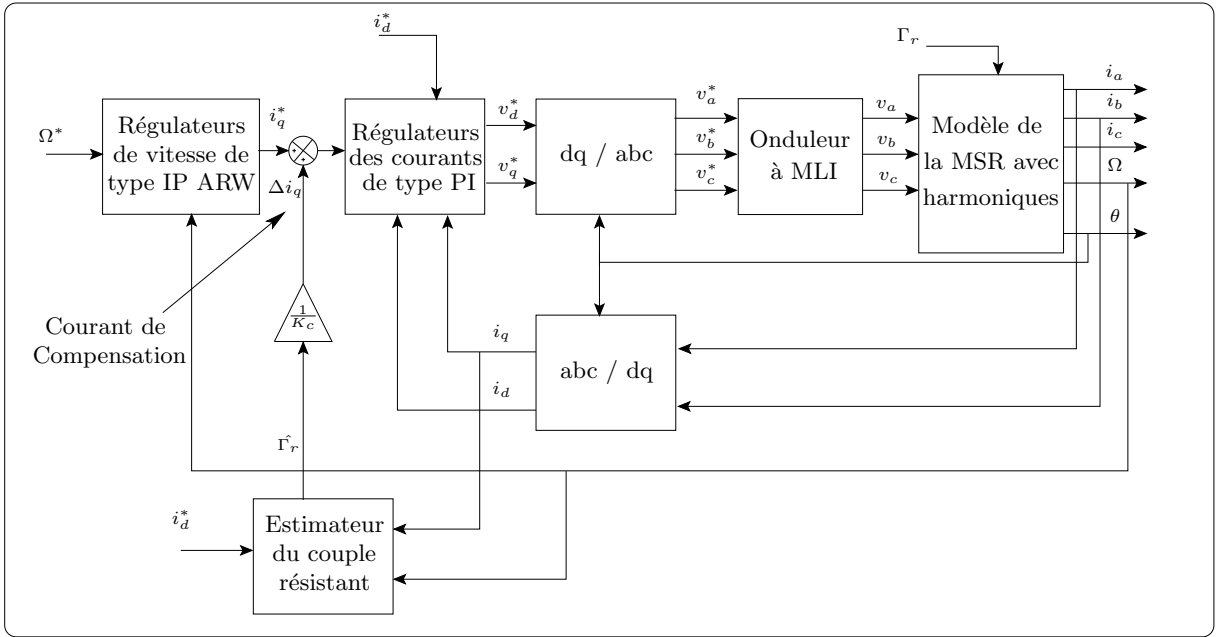 i_d^*
Γ_r
Ω^*
Régulateurs
de vitesse de
type IP ARW
i_q^*
+
+
Δi_q
Régulateurs
des courants
de type PI
v_d^*
v_q^*
dq / abc
v_a^*
v_b^*
v_c^*
Onduleur
à MLI
v_a
v_b
v_c
Modèle de
la MSR avec
harmoniques
i_a
i_b
i_c
Ω
θ
Courant de
Compensation
1/K_c
i_q
i_d
abc / dq
\hat{Γ_r}
i_d^*
Estimateur
du couple
résistant